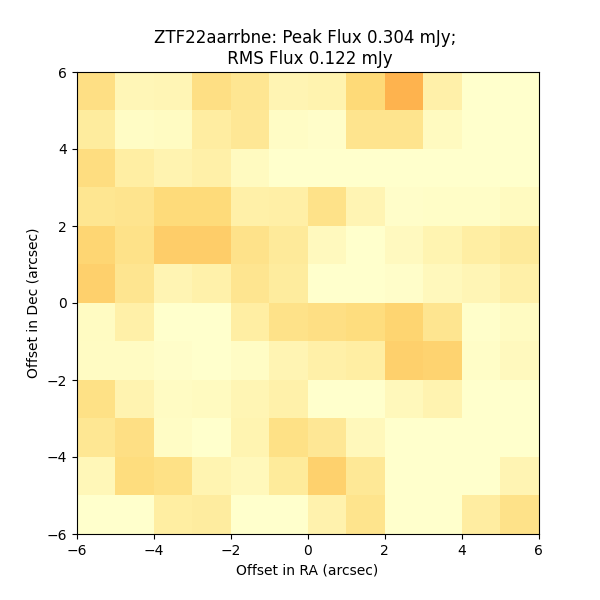 ZTF22aarrbne: Peak Flux 0.304 mJy;
RMS Flux 0.122 mJy
6
4
2
0
−2
−4
−6
Offset in Dec (arcsec)
−6 −4 −2 0 2 4 6
Offset in RA (arcsec)